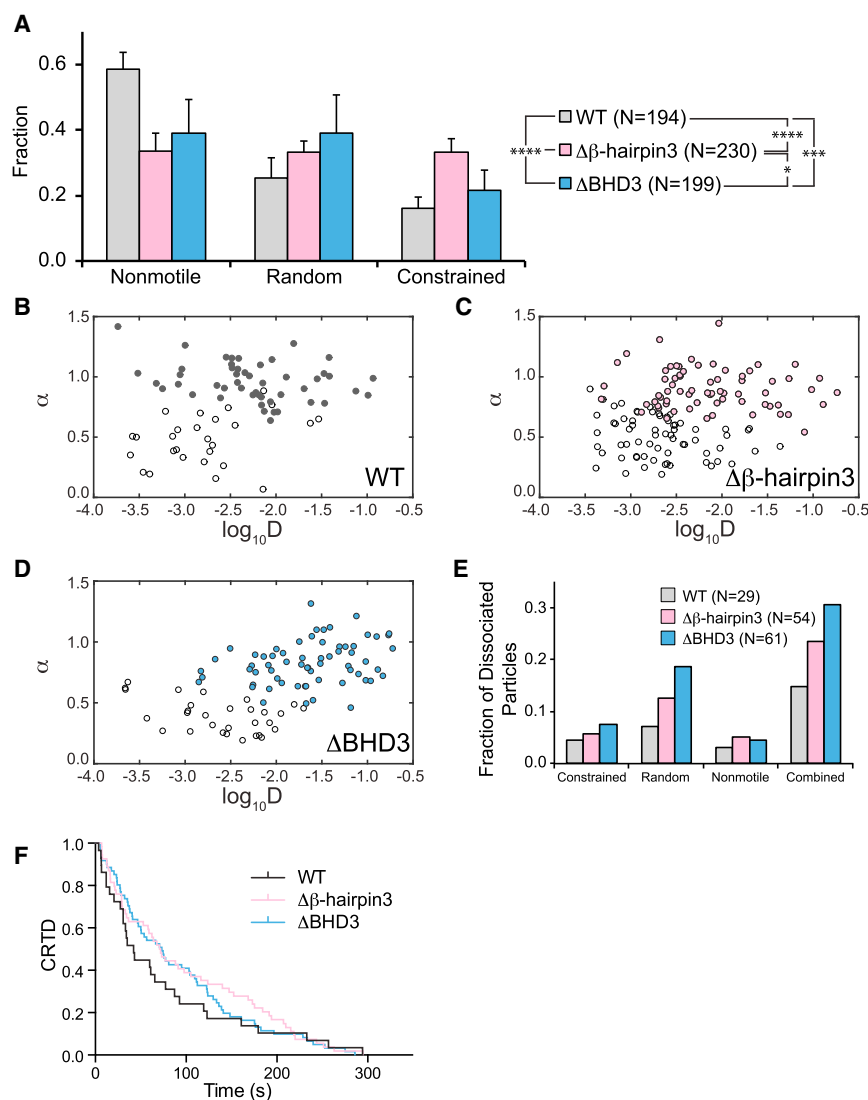 A
Fraction
0.6
0.4
0.2
0.0
Nonmotile Random Constrained
WT (N=194)
Δβ-hairpin3 (N=230)
ΔBHD3 (N=199)
**** **** * ***
B
α
1.5
1.0
0.5
0.0
-4.0 -3.5 -3.0 -2.5 -2.0 -1.5 -1.0 -0.5
log10D
WT
C
α
1.5
1.0
0.5
0.0
-4.0 -3.5 -3.0 -2.5 -2.0 -1.5 -1.0 -0.5
log10D
Δβ-hairpin3
D
α
1.5
1.0
0.5
0.0
-4.0 -3.5 -3.0 -2.5 -2.0 -1.5 -1.0 -0.5
log10D
ΔBHD3
E
Fraction of Dissociated
Particles
0.3
0.2
0.1
0.0
WT (N=29)
Δβ-hairpin3 (N=54)
ΔBHD3 (N=61)
Constrained Random Nonmotile Combined
F
CRTD
1.0
0.8
0.6
0.4
0.2
0.0
WT
Δβ-hairpin3
ΔBHD3
0 100 200 300
Time (s)